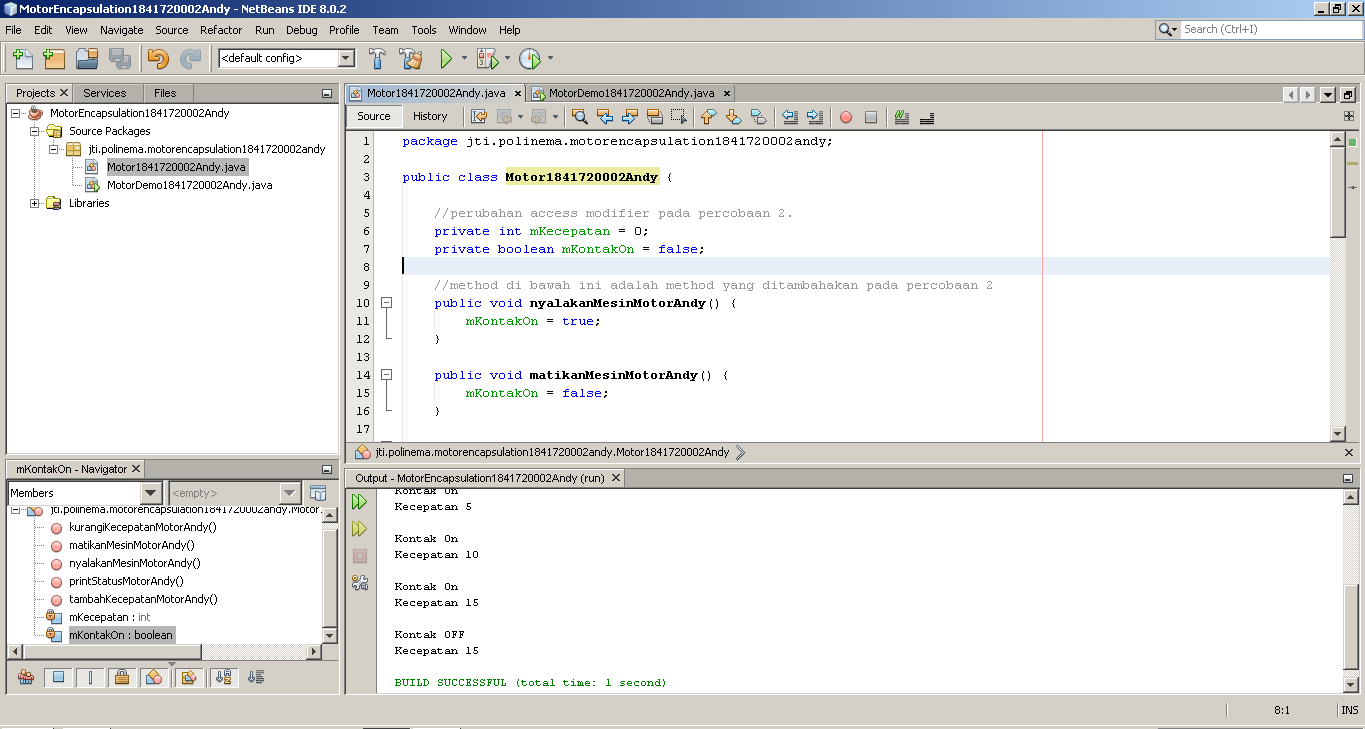 MotorEncapsulation1841720002Andy - NetBeans IDE 8.0.2
File Edit View Navigate Source Refactor Run Debug Profile Team Tools Window Help
Search (Ctrl+I)
<default config>
Projects Services Files
MotorEncapsulation1841720002Andy
Source Packages
jti.polinema.motorencapsulation1841720002andy
Motor1841720002Andy.java
MotorDemo1841720002Andy.java
Libraries
mKontakOn - Navigator
Members <empty>
jti.polinema.motorencapsulation1841720002andy.Motor
kurangiKecepatanMotorAndy()
matikanMesinMotorAndy()
nyalakanMesinMotorAndy()
printStatusMotorAndy()
tambahKecepatanMotorAndy()
mKecepatan : int
mKontakOn : boolean
Motor1841720002Andy.java MotorDemo1841720002Andy.java
Source History
1 package jti.polinema.motorencapsulation1841720002andy;
2
3 public class Motor1841720002Andy {
4
5 //perubahan access modifier pada percobaan 2.
6 private int mKecepatan = 0;
7 private boolean mKontakOn = false;
8
9 //method di bawah ini adalah method yang ditambahakan pada percobaan 2
10 public void nyalakanMesinMotorAndy() {
11 mKontakOn = true;
12 }
13
14 public void matikanMesinMotorAndy() {
15 mKontakOn = false;
16 }
17
jti.polinema.motorencapsulation1841720002andy.Motor1841720002Andy
Output - MotorEncapsulation1841720002Andy (run)
Kontak On
Kecepatan 5
Kontak On
Kecepatan 10
Kontak On
Kecepatan 15
Kontak OFF
Kecepatan 15
BUILD SUCCESSFUL (total time: 1 second)
8:1 INS